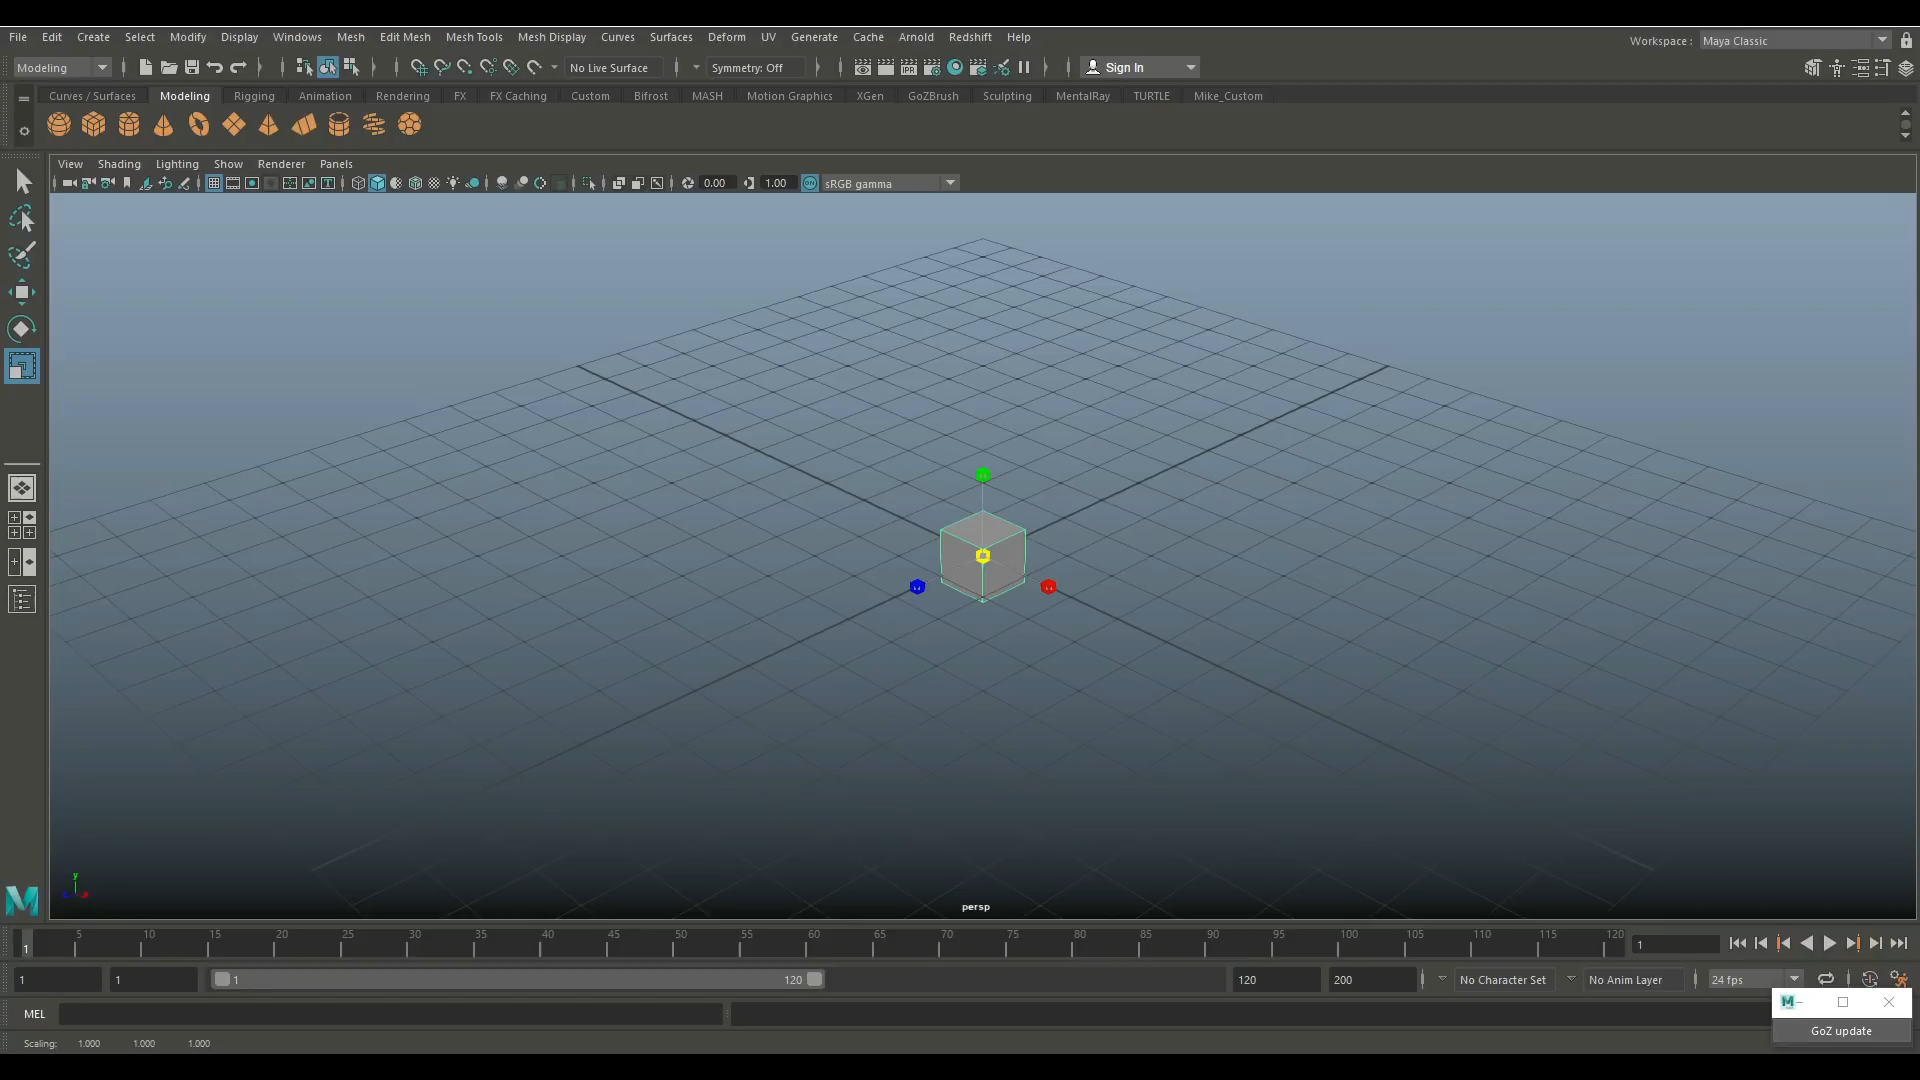 File Edit Create Select Modify Display Windows Mesh Edit Mesh Mesh Tools Mesh Display Curves Surfaces Deform UV Generate Cache Arnold Redshift Help
Workspace : Maya Classic
Modeling No Live Surface Symmetry: Off IPR Sign In
Curves / Surfaces Modeling Rigging Animation Rendering FX FX Caching Custom Bifrost MASH Motion Graphics XGen GoZBrush Sculpting MentalRay TURTLE Mike_Custom
View Shading Lighting Show Renderer Panels
0.00 1.00 ON sRGB gamma
y
persp
1 5 10 15 20 25 30 35 40 45 50 55 60 65 70 75 80 85 90 95 100 105 110 115 120 1
1 1 1 120 120 200 No Character Set No Anim Layer 24 fps
MEL
GoZ update
Scaling: 1.000 1.000 1.000